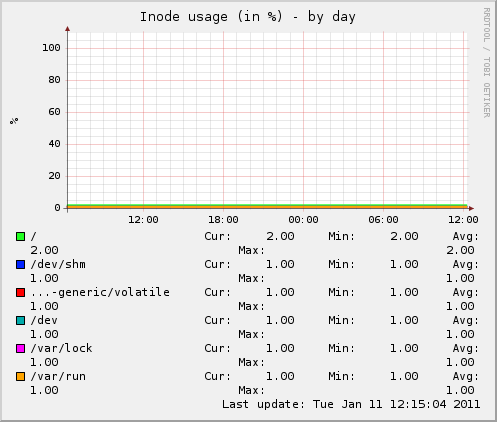 Inode usage (in %) - by day
RRDTOOL / TOBI OETIKER
%
100
80
60
40
20
0
12:00 18:00 00:00 06:00 12:00
/ Cur: 2.00 Min: 2.00 Avg:
2.00 Max: 2.00
/dev/shm Cur: 1.00 Min: 1.00 Avg:
1.00 Max: 1.00
...-generic/volatile Cur: 1.00 Min: 1.00 Avg:
1.00 Max: 1.00
/dev Cur: 1.00 Min: 1.00 Avg:
1.00 Max: 1.00
/var/lock Cur: 1.00 Min: 1.00 Avg:
1.00 Max: 1.00
/var/run Cur: 1.00 Min: 1.00 Avg:
1.00 Max: 1.00
Last update: Tue Jan 11 12:15:04 2011